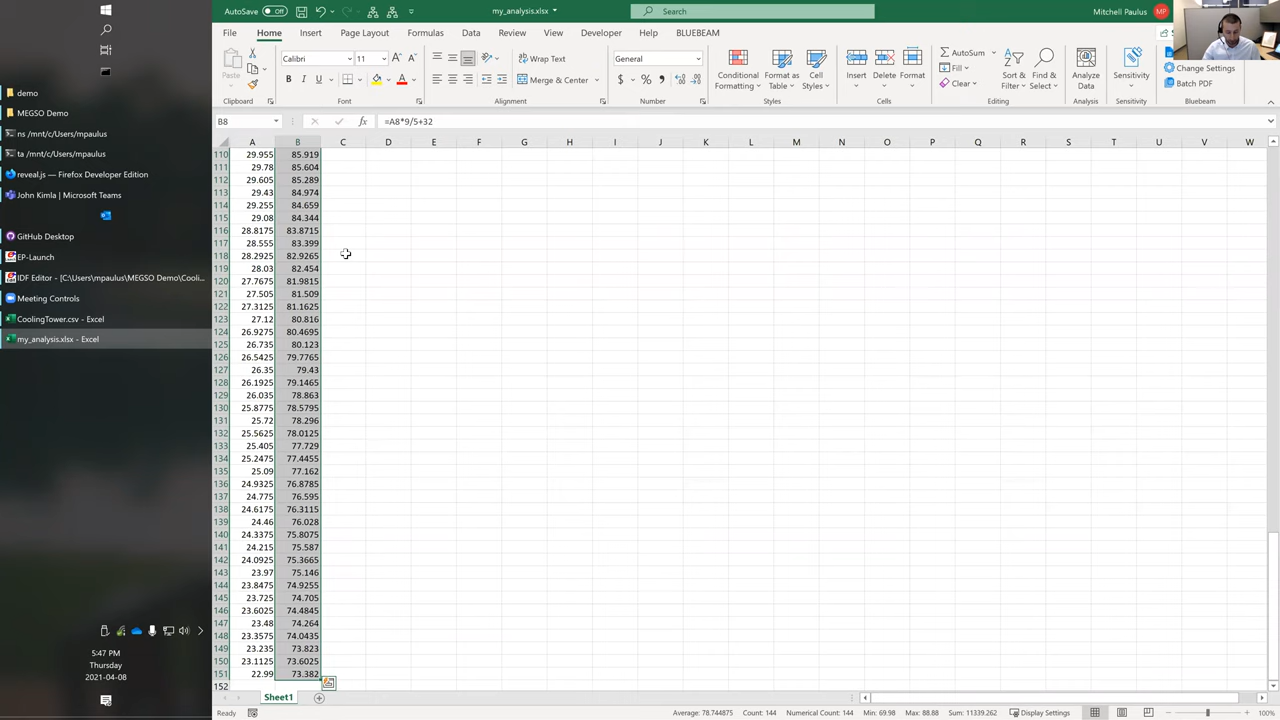 AutoSave Off my_analysis.xlsx Search Mitchell Paulus MP
File Home Insert Page Layout Formulas Data Review View Developer Help BLUEBEAM
Paste Calibri 11 Wrap Text General Conditional Formatting Format as Table Cell Styles Insert Delete Format AutoSum Sort & Filter Find & Select Analyze Data Sensitivity Change Settings
B I U Merge & Center $ % Fill Clear Batch PDF
Clipboard Font Alignment Number Styles Cells Editing Analysis Sensitivity Bluebeam
B8 fx =A8*9/5+32
A B C D E F G H I J K L M N O P Q R S T U V W
110 29.955 85.919
111 29.78 85.604
112 29.605 85.289
113 29.43 84.974
114 29.255 84.659
115 29.08 84.344
116 28.8175 83.8715
117 28.555 83.399
118 28.2925 82.9265
119 28.03 82.454
120 27.7675 81.9815
121 27.505 81.509
122 27.3125 81.1625
123 27.12 80.816
124 26.9275 80.4695
125 26.735 80.123
126 26.5425 79.7765
127 26.35 79.43
128 26.1925 79.1465
129 26.035 78.863
130 25.8775 78.5795
131 25.72 78.296
132 25.5625 78.0125
133 25.405 77.729
134 25.2475 77.4455
135 25.09 77.162
136 24.9325 76.8785
137 24.775 76.595
138 24.6175 76.3115
139 24.46 76.028
140 24.3375 75.8075
141 24.215 75.587
142 24.0925 75.3665
143 23.97 75.146
144 23.8475 74.9255
145 23.725 74.705
146 23.6025 74.4845
147 23.48 74.264
148 23.3575 74.0435
149 23.235 73.823
150 23.1125 73.6025
151 22.99 73.382
152
Sheet1
Ready Average: 78.744875 Count: 144 Numerical Count: 144 Min: 69.98 Max: 88.88 Sum: 11339.262 Display Settings 100%
demo
MEGSO Demo
ns /mnt/c/Users/mpaulus
ta /mnt/c/Users/mpaulus
reveal.js — Firefox Developer Edition
John Kimla | Microsoft Teams
GitHub Desktop
EP-Launch
IDF Editor - [C:\Users\mpaulus\MEGSO Demo\Cooli...
Meeting Controls
CoolingTower.csv - Excel
my_analysis.xlsx - Excel
5:47 PM
Thursday
2021-04-08